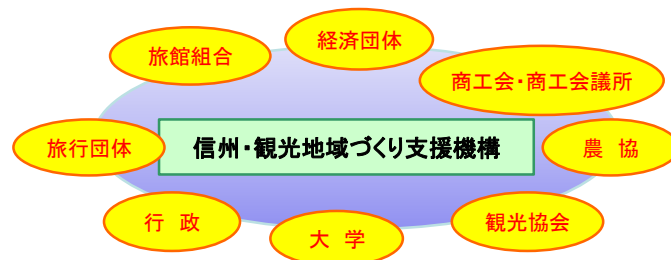 経済団体
旅館組合
商工会・商工会議所
旅行団体
信州・観光地域づくり支援機構
農　協
行　政
観光協会
大　学